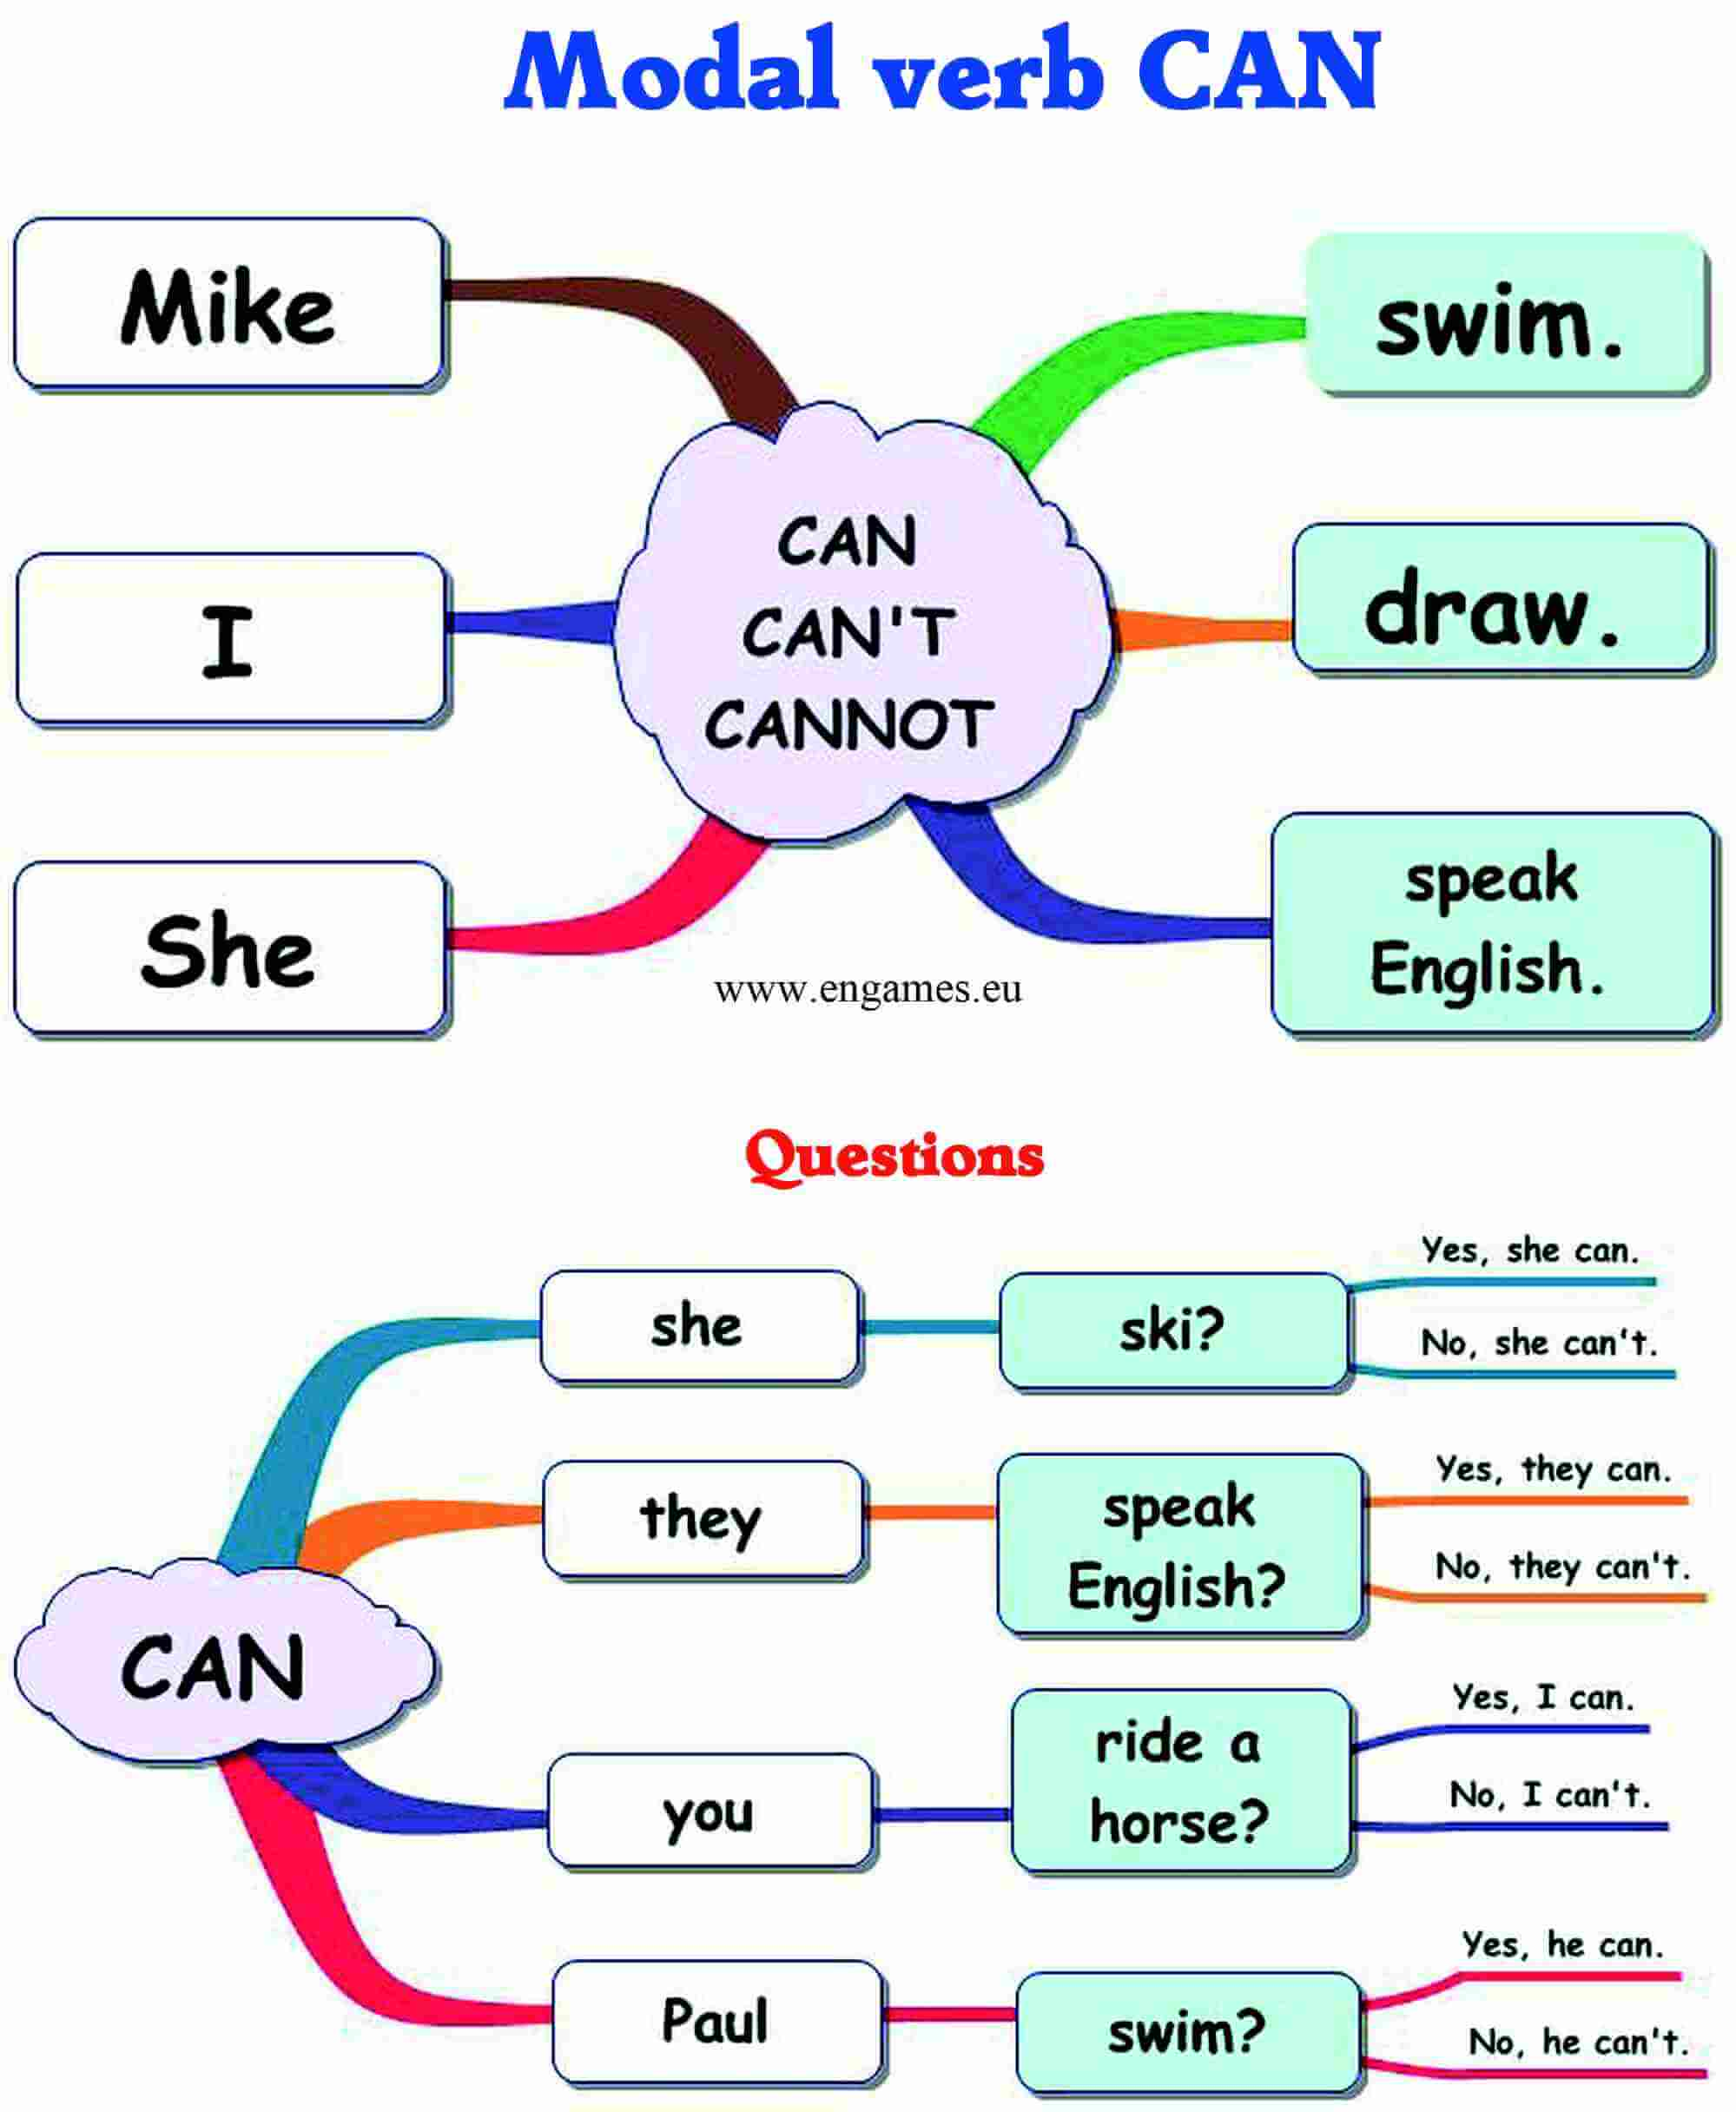 Modal verb CAN
Mike
I
She
CAN
CAN'T
CANNOT
swim.
draw.
speak
English.
www.engames.eu
Questions
CAN
she
ski?
Yes, she can.
No, she can't.
they
speak
English?
Yes, they can.
No, they can't.
you
ride a
horse?
Yes, I can.
No, I can't.
Paul
swim?
Yes, he can.
No, he can't.